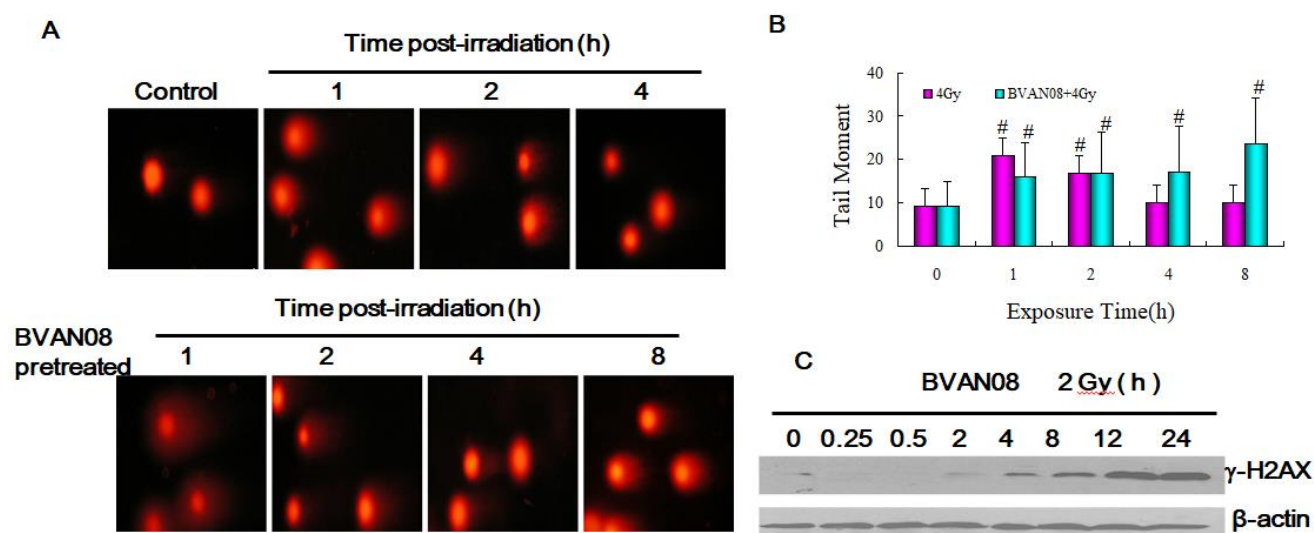 A
Time post-irradiation (h)
Control 1 2 4
Time post-irradiation (h)
BVAN08
pretreated
1 2 4 8
B
40
30
20
10
0
Tail Moment
4Gy BVAN08+4Gy
# # # # # #
0 1 2 4 8
Exposure Time(h)
C
BVAN08 2 Gy ( h )
0 0.25 0.5 2 4 8 12 24
γ-H2AX
β-actin